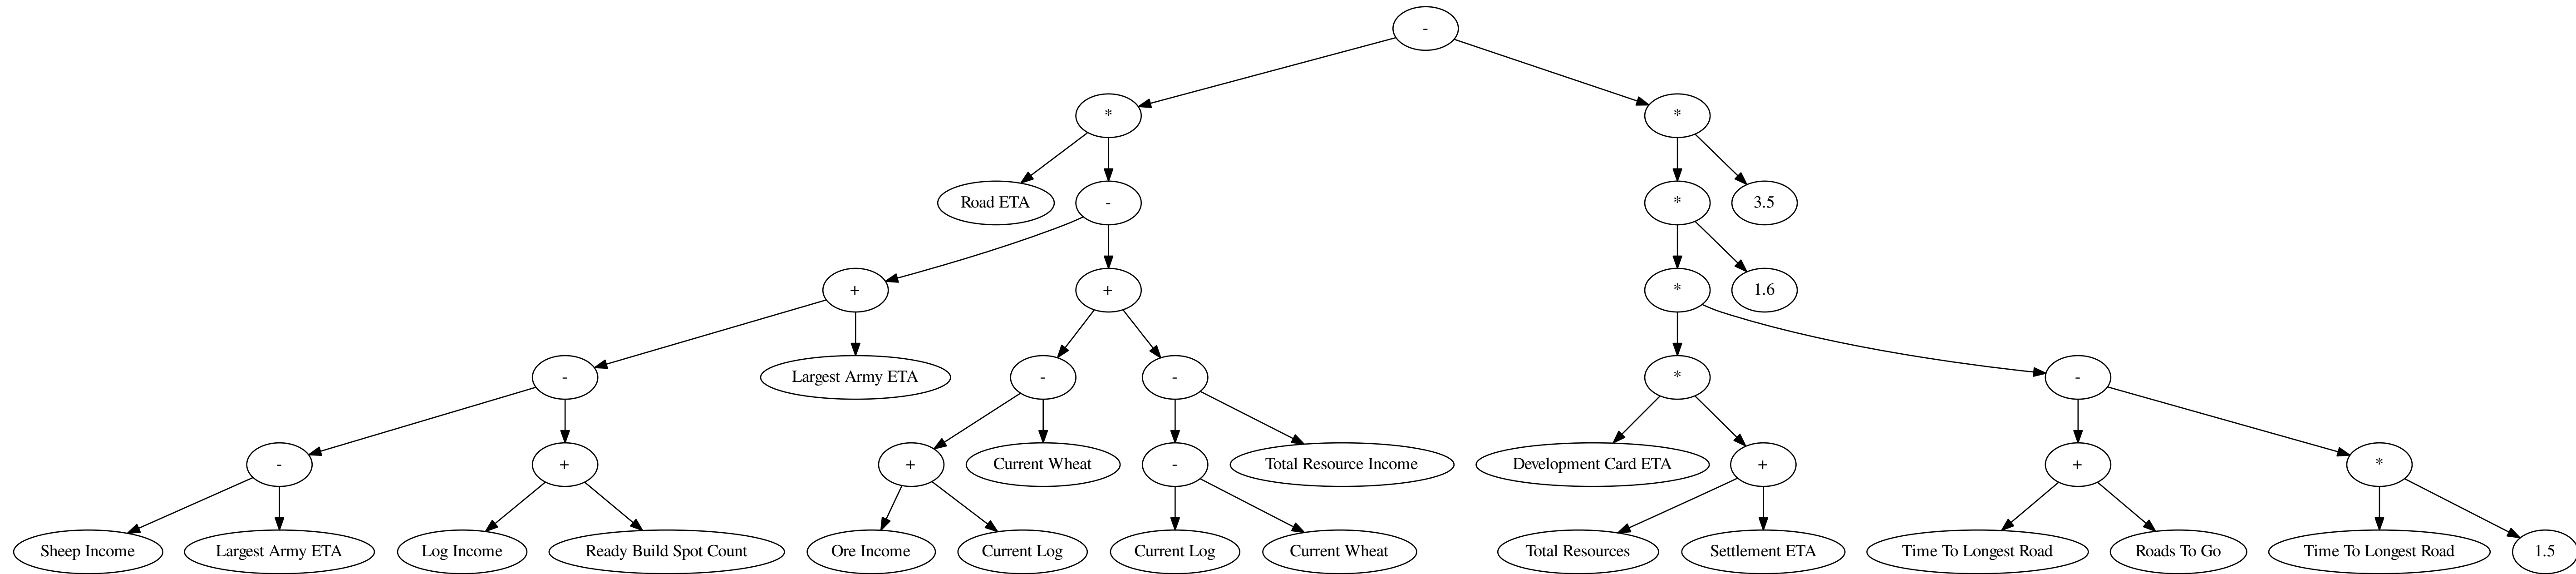 -
*
*
Road ETA
-
*
3.5
+
+
*
1.6
-
Largest Army ETA
-
-
*
-
-
+
+
Current Wheat
-
Total Resource Income
Development Card ETA
+
+
*
Sheep Income
Largest Army ETA
Log Income
Ready Build Spot Count
Ore Income
Current Log
Current Log
Current Wheat
Total Resources
Settlement ETA
Time To Longest Road
Roads To Go
Time To Longest Road
1.5